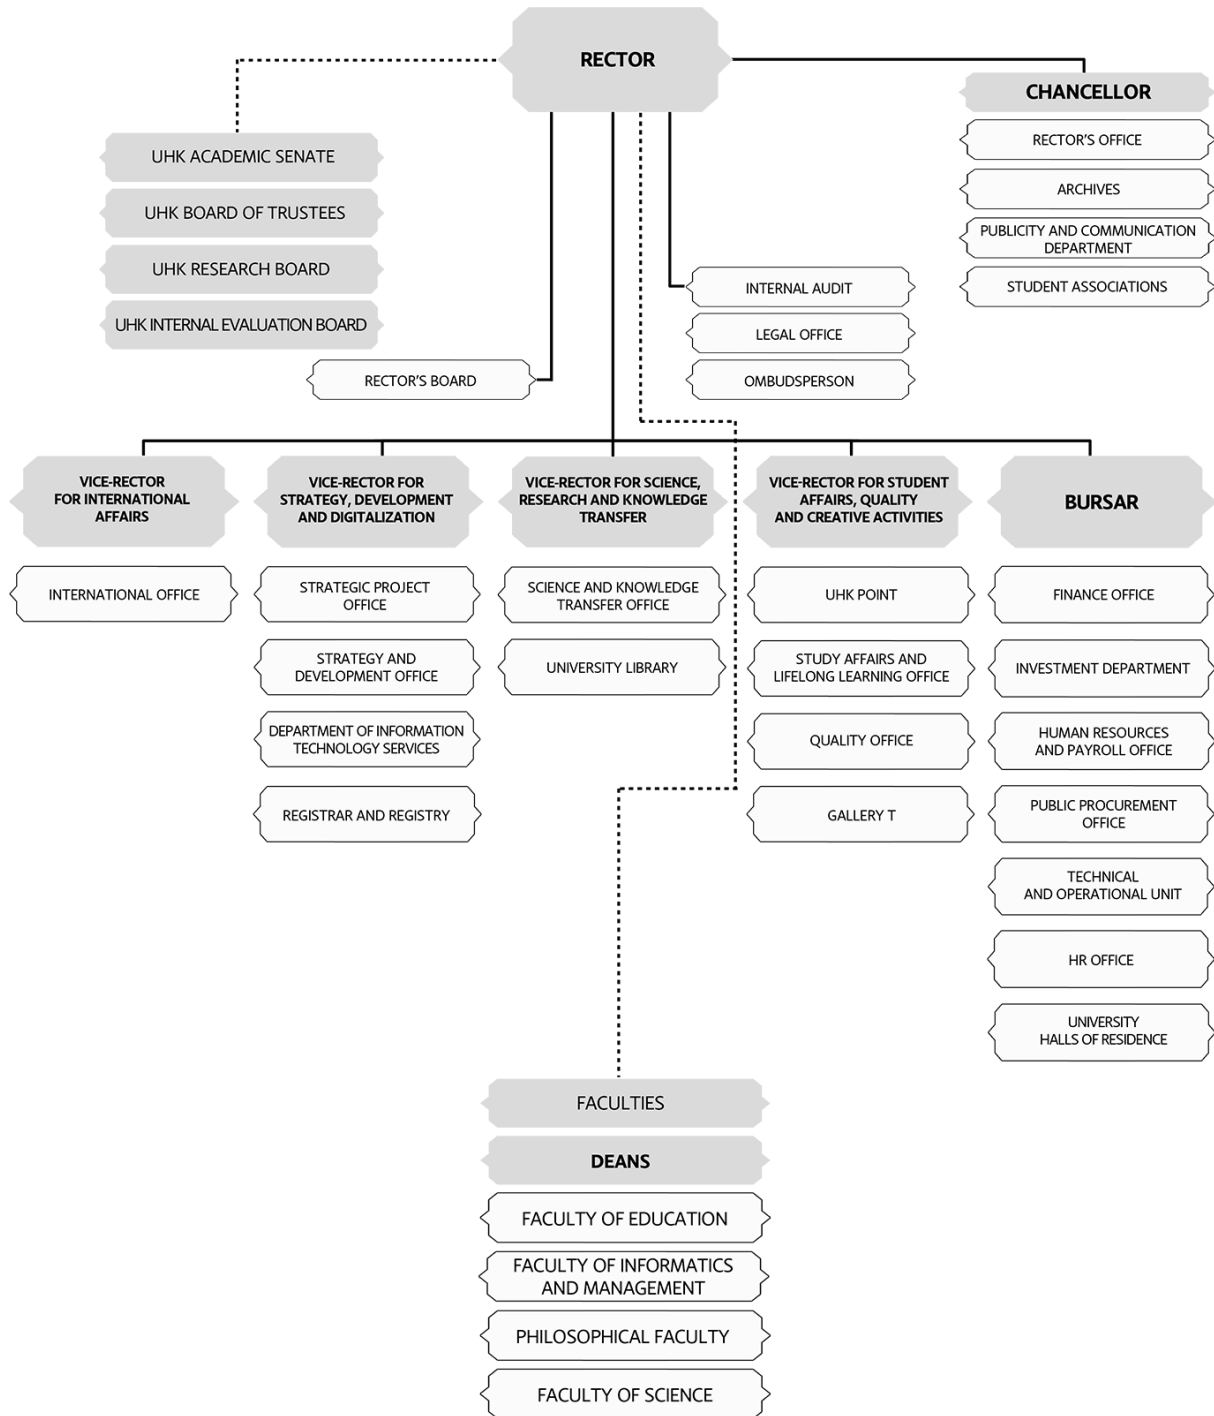 RECTOR
CHANCELLOR
RECTOR'S OFFICE
ARCHIVES
PUBLICITY AND COMMUNICATION
DEPARTMENT
STUDENT ASSOCIATIONS
UHK ACADEMIC SENATE
UHK BOARD OF TRUSTEES
UHK RESEARCH BOARD
UHK INTERNAL EVALUATION BOARD
RECTOR'S BOARD
INTERNAL AUDIT
LEGAL OFFICE
OMBUDSPERSON
VICE-RECTOR
FOR INTERNATIONAL
AFFAIRS
INTERNATIONAL OFFICE
VICE-RECTOR FOR
STRATEGY, DEVELOPMENT
AND DIGITALIZATION
STRATEGIC PROJECT
OFFICE
STRATEGY AND
DEVELOPMENT OFFICE
DEPARTMENT OF INFORMATION
TECHNOLOGY SERVICES
REGISTRAR AND REGISTRY
VICE-RECTOR FOR SCIENCE,
RESEARCH AND KNOWLEDGE
TRANSFER
SCIENCE AND KNOWLEDGE
TRANSFER OFFICE
UNIVERSITY LIBRARY
VICE-RECTOR FOR STUDENT
AFFAIRS, QUALITY
AND CREATIVE ACTIVITIES
UHK POINT
STUDY AFFAIRS AND
LIFELONG LEARNING OFFICE
QUALITY OFFICE
GALLERY T
BURSAR
FINANCE OFFICE
INVESTMENT DEPARTMENT
HUMAN RESOURCES
AND PAYROLL OFFICE
PUBLIC PROCUREMENT
OFFICE
TECHNICAL
AND OPERATIONAL UNIT
HR OFFICE
UNIVERSITY
HALLS OF RESIDENCE
FACULTIES
DEANS
FACULTY OF EDUCATION
FACULTY OF INFORMATICS
AND MANAGEMENT
PHILOSOPHICAL FACULTY
FACULTY OF SCIENCE